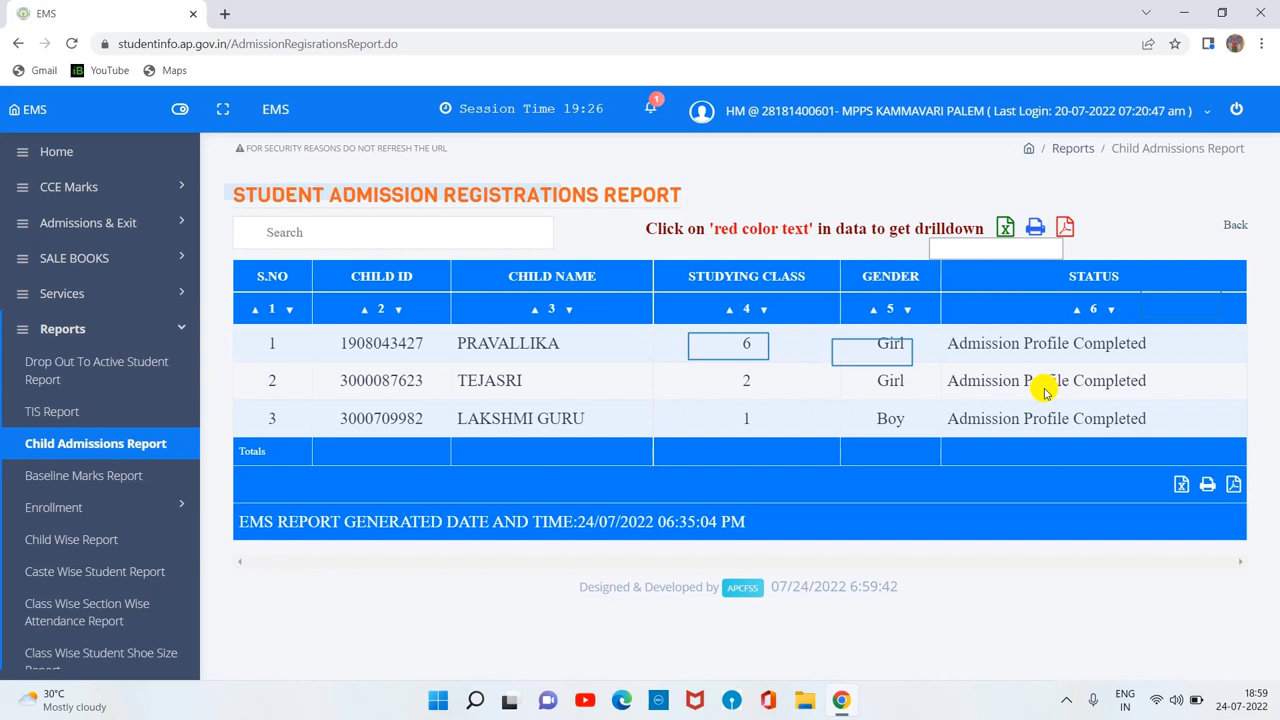 EMS
studentinfo.ap.gov.in/AdmissionRegisrationsReport.do
Gmail YouTube Maps
EMS EMS Session Time 19:26 1 HM @ 28181400601- MPPS KAMMAVARI PALEM ( Last Login: 20-07-2022 07:20:47 am )
Home
CCE Marks
Admissions & Exit
SALE BOOKS
Services
Reports
Drop Out To Active Student
Report
TIS Report
Child Admissions Report
Baseline Marks Report
Enrollment
Child Wise Report
Caste Wise Student Report
Class Wise Section Wise
Attendance Report
Class Wise Student Shoe Size
FOR SECURITY REASONS DO NOT REFRESH THE URL
/ Reports / Child Admissions Report
STUDENT ADMISSION REGISTRATIONS REPORT
Search Click on 'red color text' in data to get drilldown Back
S.NO CHILD ID CHILD NAME STUDYING CLASS GENDER STATUS
▲ 1 ▼ ▲ 2 ▼ ▲ 3 ▼ ▲ 4 ▼ ▲ 5 ▼ ▲ 6 ▼
1 1908043427 PRAVALLIKA 6 Girl Admission Profile Completed
2 3000087623 TEJASRI 2 Girl Admission Profile Completed
3 3000709982 LAKSHMI GURU 1 Boy Admission Profile Completed
Totals
EMS REPORT GENERATED DATE AND TIME:24/07/2022 06:35:04 PM
Designed & Developed by APCFSS 07/24/2022 6:59:42
30°C
Mostly cloudy
ENG
IN
18:59
24-07-2022